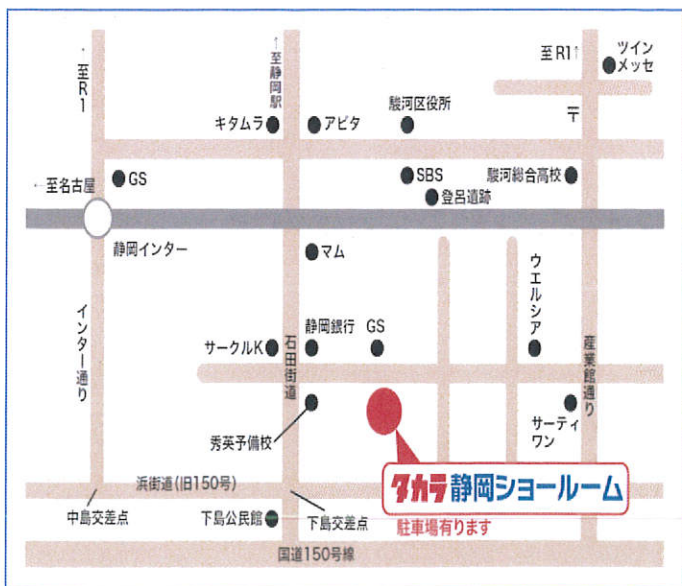 至R1
↑至静岡駅
至R1↑
ツイン
メッセ
キタムラ
アピタ
駿河区役所
〒
←至名古屋
GS
SBS
駿河総合高校
登呂遺跡
静岡インター
マム
ウエルシア
インター通り
サークルK
石田街道
静岡銀行
GS
産業館通り
秀英予備校
サーティ
ワン
タカラ静岡ショールーム
駐車場有ります
浜街道(旧150号)
中島交差点
下島公民館
下島交差点
国道150号線